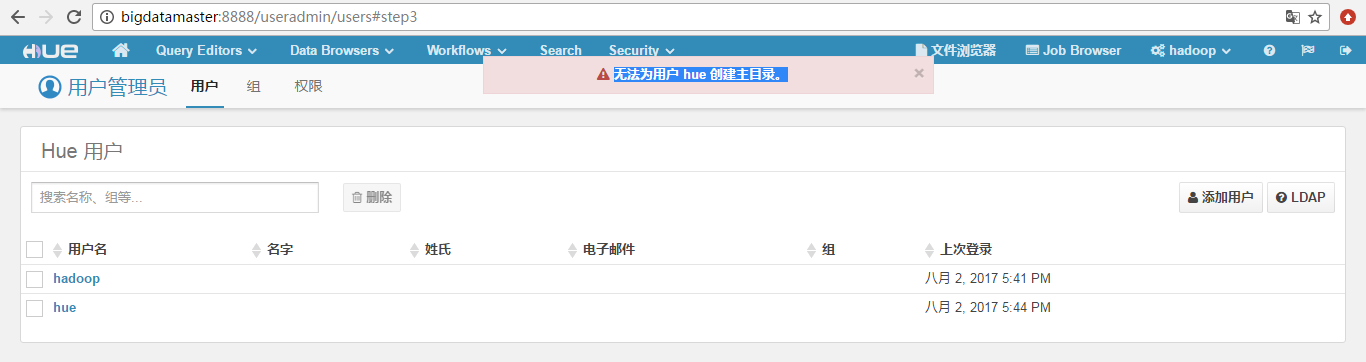 bigdatamaster:8888/useradmin/users#step3
HUE Query Editors Data Browsers Workflows Search Security 文件浏览器 Job Browser hadoop
无法为用户 hue 创建主目录。 ×
用户管理员 用户 组 权限
Hue 用户
搜索名称、组等... 删除 添加用户 LDAP
用户名 名字 姓氏 电子邮件 组 上次登录
hadoop 八月 2, 2017 5:41 PM
hue 八月 2, 2017 5:44 PM